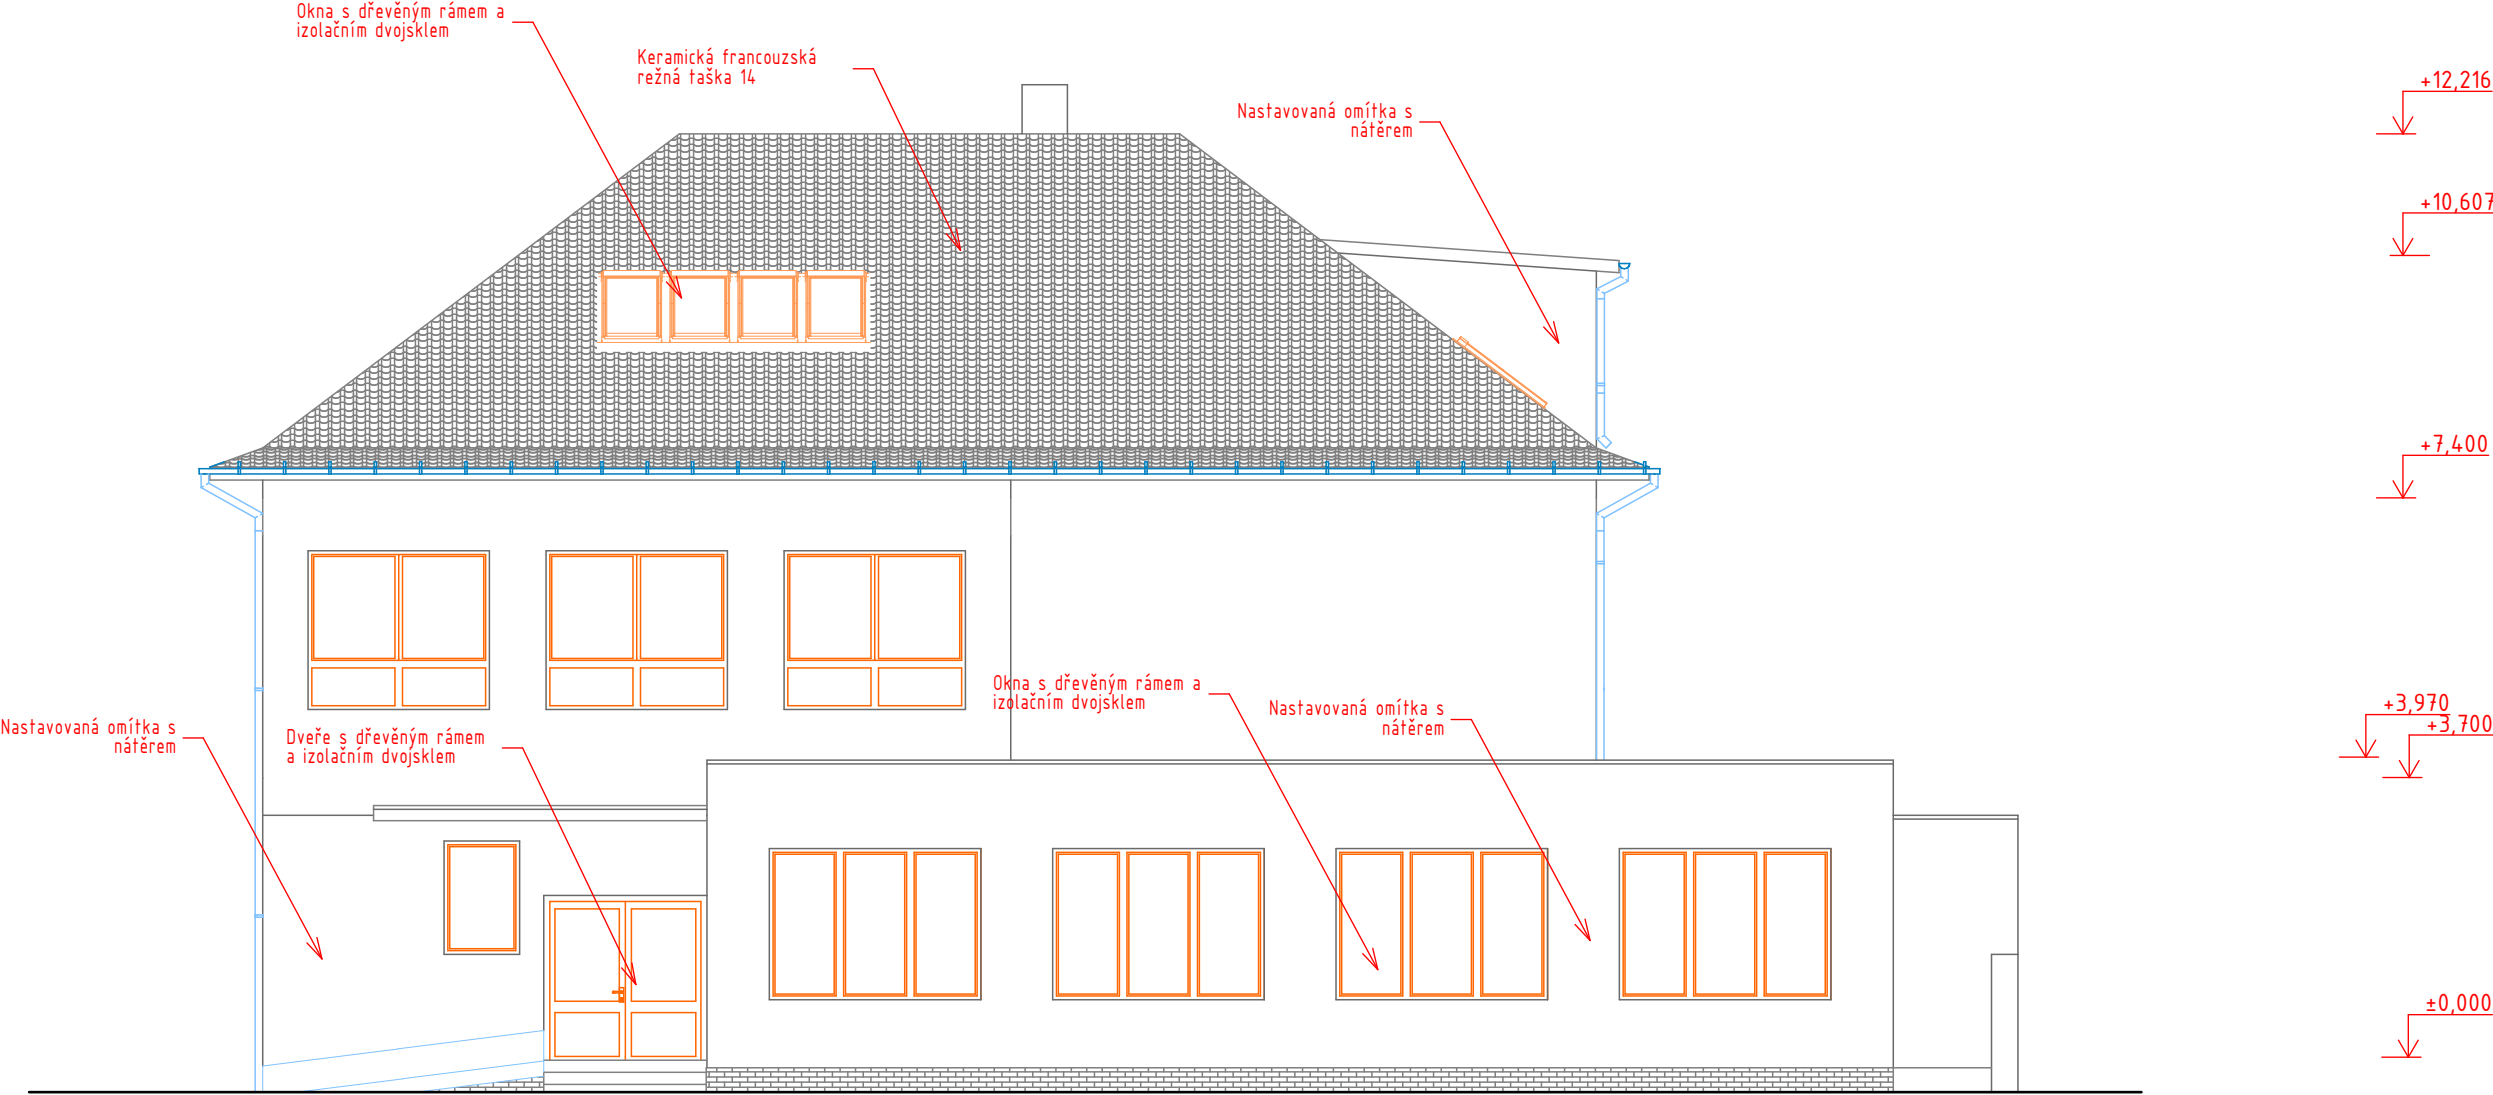 Okna s dřevěným rámem a
izolačním dvojsklem
Keramická francouzská
režná taška 14
Nastavovaná omítka s
nátěrem
+12,216
+10,607
+7,400
Okna s dřevěným rámem a
izolačním dvojsklem
Nastavovaná omítka s
nátěrem
+3,970
+3,700
Nastavovaná omítka s
nátěrem
Dveře s dřevěným rámem
a izolačním dvojsklem
±0,000